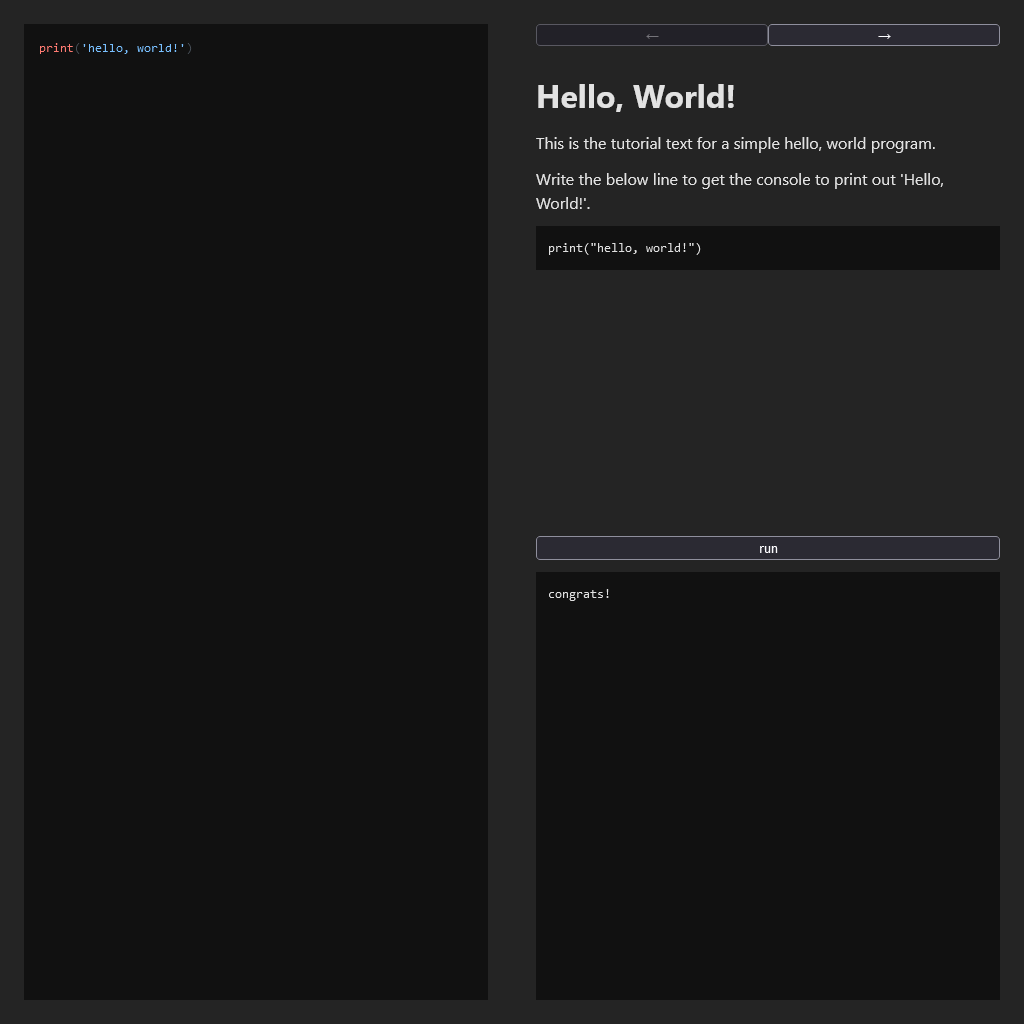 print('hello, world!')
← →
Hello, World!
This is the tutorial text for a simple hello, world program.
Write the below line to get the console to print out 'Hello,
World!'.
print("hello, world!")
run
congrats!